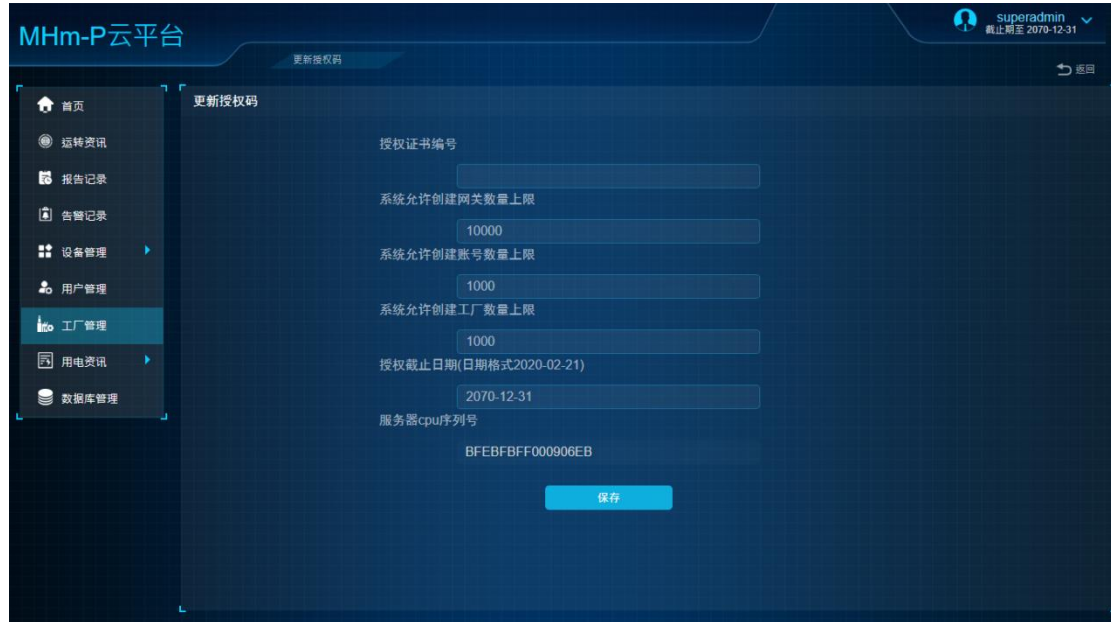 MHm-P云平台
superadmin
截止期至 2070-12-31
更新授权码
返回
首页
运转资讯
报告记录
告警记录
设备管理
用户管理
工厂管理
用电资讯
数据库管理
更新授权码
授权证书编号
系统允许创建网关数量上限
10000
系统允许创建账号数量上限
1000
系统允许创建工厂数量上限
1000
授权截止日期(日期格式2020-02-21)
2070-12-31
服务器cpu序列号
BFEBFBFF000906EB
保存